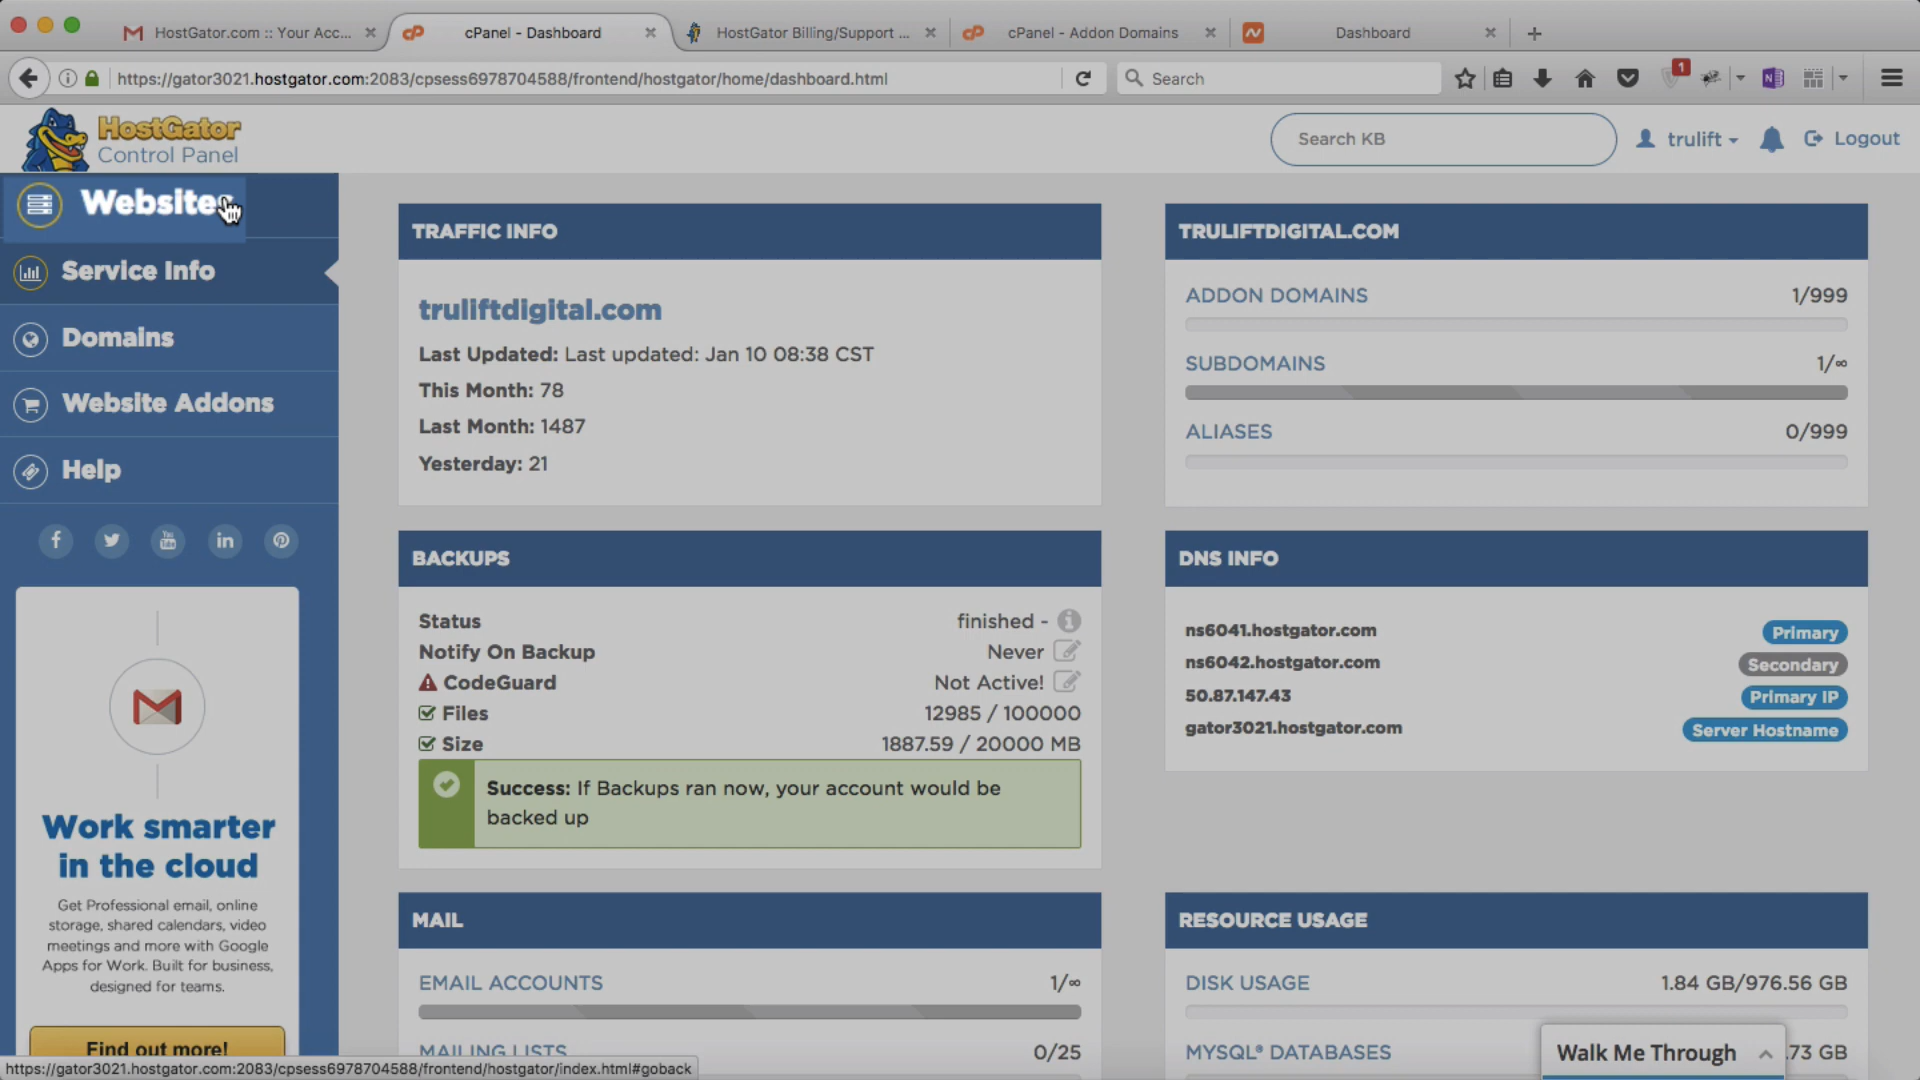 HostGator.com :: Your Acc...
cPanel - Dashboard
HostGator Billing/Support ...
cPanel - Addon Domains
Dashboard
https://gator3021.hostgator.com:2083/cpsess6978704588/frontend/hostgator/home/dashboard.html
Search
1
HostGator
Control Panel
Search KB
trulift
Logout
Websites
Service Info
Domains
Website Addons
Help
Work smarter
in the cloud
Get Professional email, online
storage, shared calendars, video
meetings and more with Google
Apps for Work. Built for business,
designed for teams.
Find out more!
TRAFFIC INFO
truliftdigital.com
Last Updated: Last updated: Jan 10 08:38 CST
This Month: 78
Last Month: 1487
Yesterday: 21
TRULIFTDIGITAL.COM
ADDON DOMAINS 1/999
SUBDOMAINS 1/∞
ALIASES 0/999
BACKUPS
Status finished -
Notify On Backup Never
CodeGuard Not Active!
Files 12985 / 100000
Size 1887.59 / 20000 MB
Success: If Backups ran now, your account would be
backed up
DNS INFO
ns6041.hostgator.com Primary
ns6042.hostgator.com Secondary
50.87.147.43 Primary IP
gator3021.hostgator.com Server Hostname
MAIL
EMAIL ACCOUNTS 1/∞
MAILING LISTS 0/25
RESOURCE USAGE
DISK USAGE 1.84 GB/976.56 GB
MYSQL® DATABASES .73 GB
Walk Me Through
https://gator3021.hostgator.com:2083/cpsess6978704588/frontend/hostgator/index.html#goback